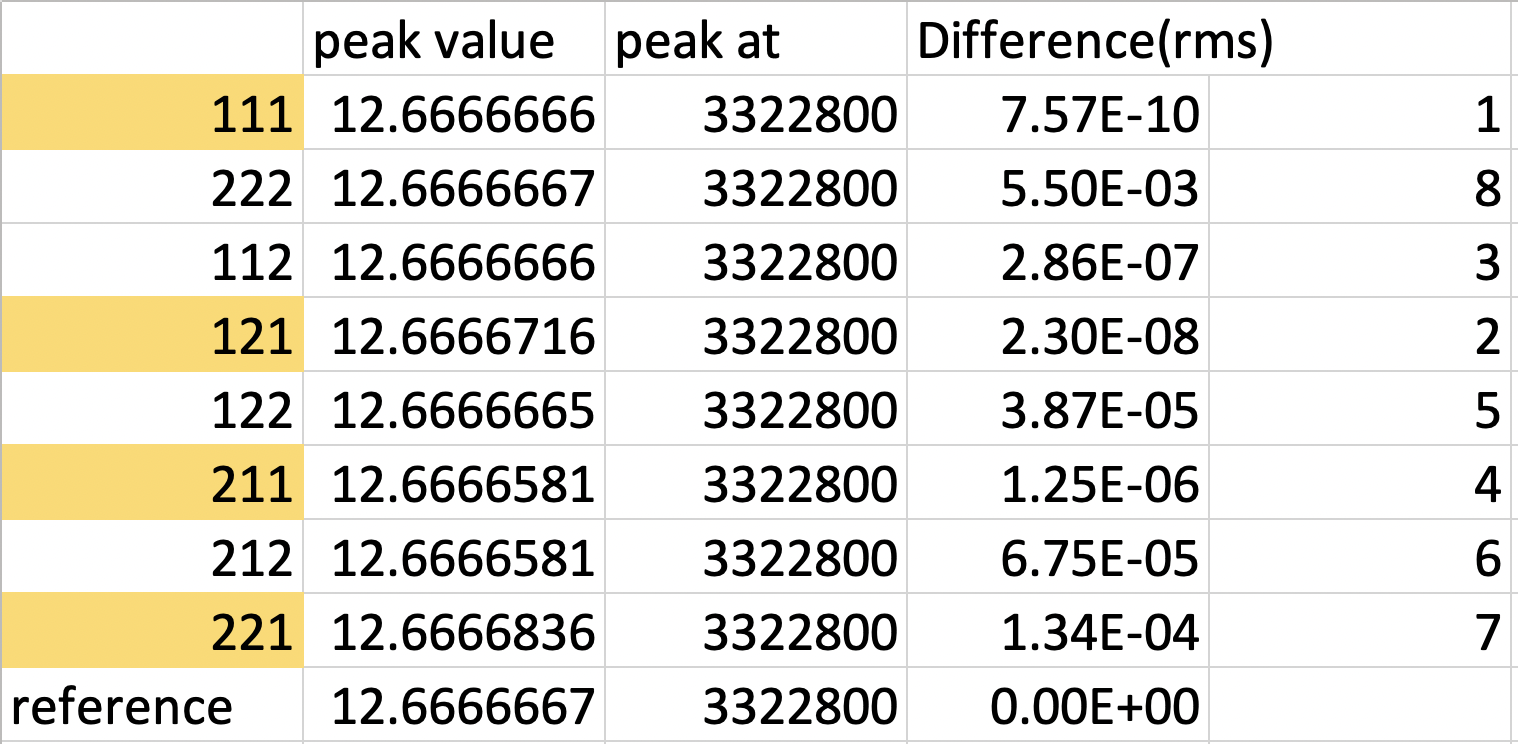 peak value peak at Difference(rms)
111 12.6666666 3322800 7.57E-10 1
222 12.6666667 3322800 5.50E-03 8
112 12.6666666 3322800 2.86E-07 3
121 12.6666716 3322800 2.30E-08 2
122 12.6666665 3322800 3.87E-05 5
211 12.6666581 3322800 1.25E-06 4
212 12.6666581 3322800 6.75E-05 6
221 12.6666836 3322800 1.34E-04 7
reference 12.6666667 3322800 0.00E+00